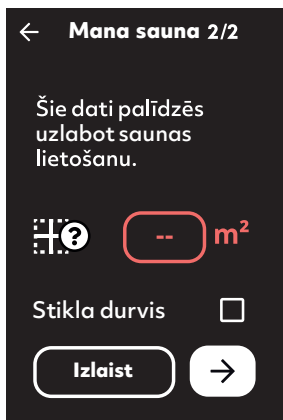 ← Mana sauna 2/2
Šie dati palīdzēs
uzlabot saunas
lietošanu.
? -- m²
Stikla durvis
Izlaist →